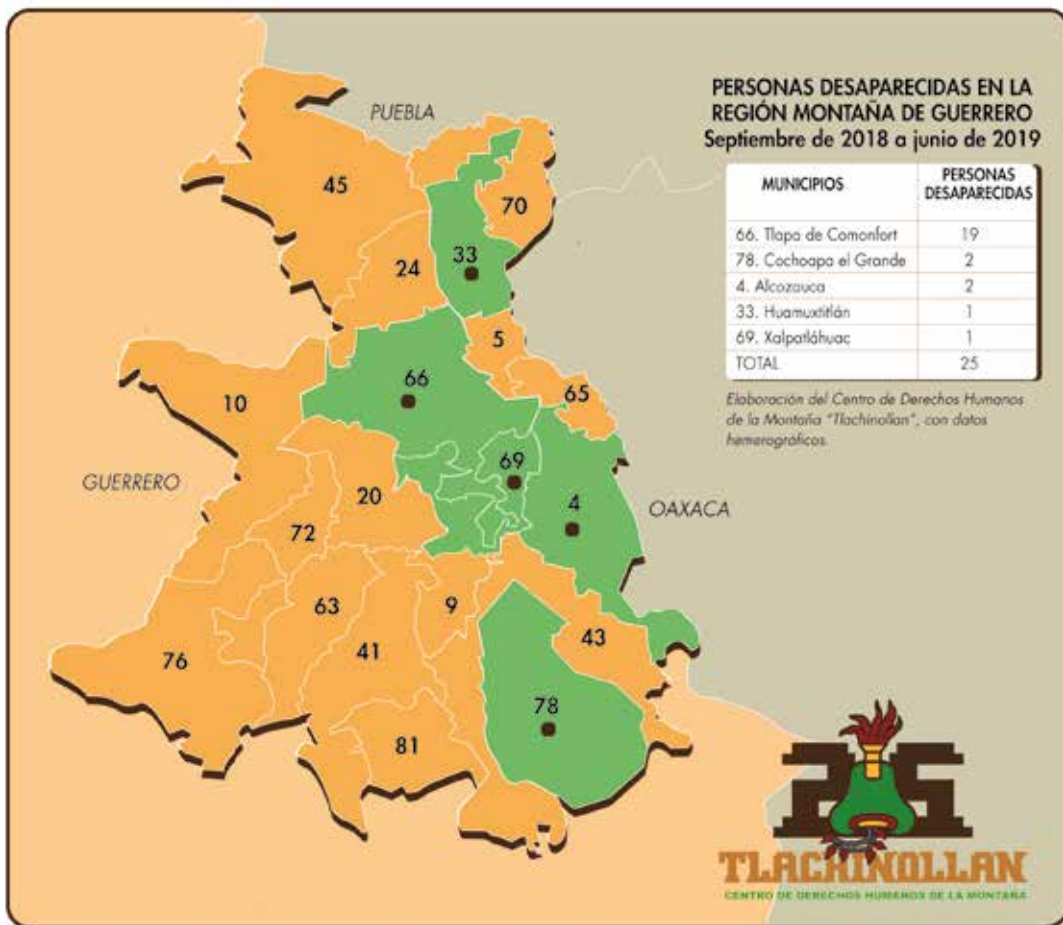 PERSONAS DESAPARECIDAS EN LA
REGIÓN MONTAÑA DE GUERRERO
Septiembre de 2018 a junio de 2019
MUNICIPIOS PERSONAS DESAPARECIDAS
66. Tlapa de Comonfort 19
78. Cochoapa el Grande 2
4. Alcozauca 2
33. Huamuxtitlán 1
69. Xalpatláhuac 1
TOTAL 25
Elaboración del Centro de Derechos Humanos
de la Montaña "Tlachinollan", con datos
hemerográficos.
PUEBLA
45
70
33
24
5
66
65
10
69
GUERRERO
20
4
OAXACA
72
63
9
43
76
41
78
81
25
TLACHINOLLAN
CENTRO DE DERECHOS HUMANOS DE LA MONTAÑA